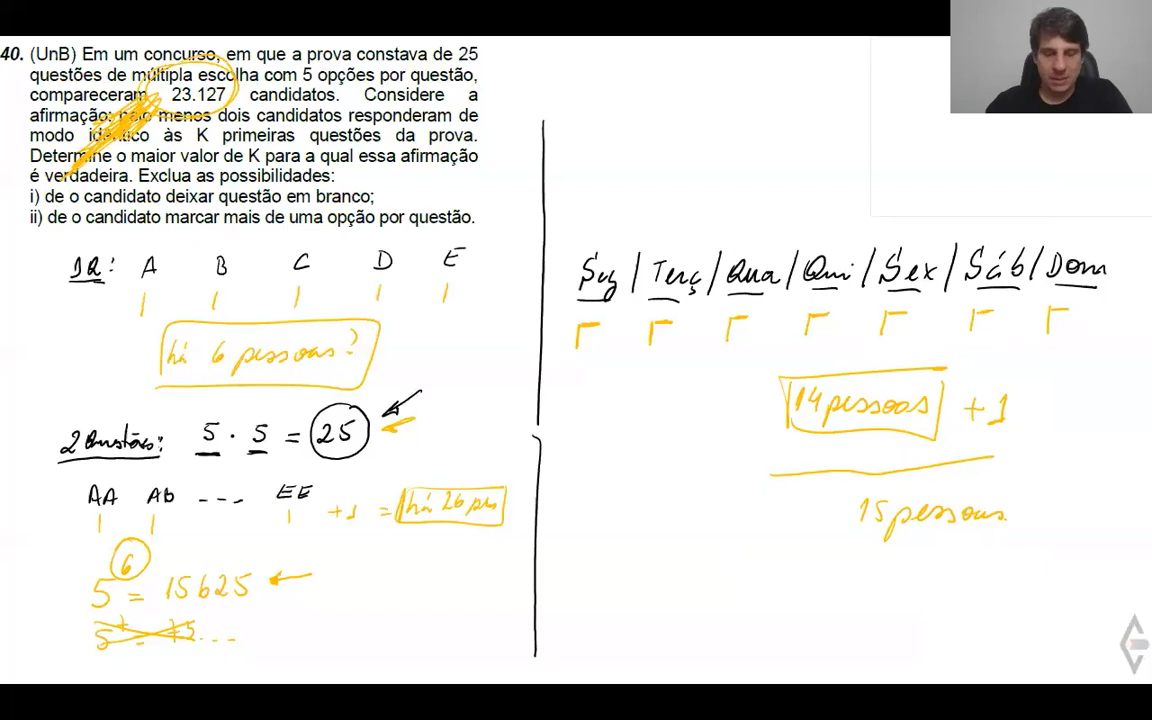 40. (UnB) Em um concurso, em que a prova constava de 25
questões de múltipla escolha com 5 opções por questão,
compareceram 23.127 candidatos. Considere a
afirmação: pelo menos dois candidatos responderam de
modo idêntico às K primeiras questões da prova.
Determine o maior valor de K para a qual essa afirmação
é verdadeira. Exclua as possibilidades:
i) de o candidato deixar questão em branco;
ii) de o candidato marcar mais de uma opção por questão.
1Q: A B C D E
há 6 pessoas?
2 Questões: 5 · 5 = 25
AA Ab --- EE
+1 = há 26 pes
5⁶ = 15625
Seg / Terç / Qua / Qui / Sex / Sáb / Dom
14 pessoas +1
15 pessoas.